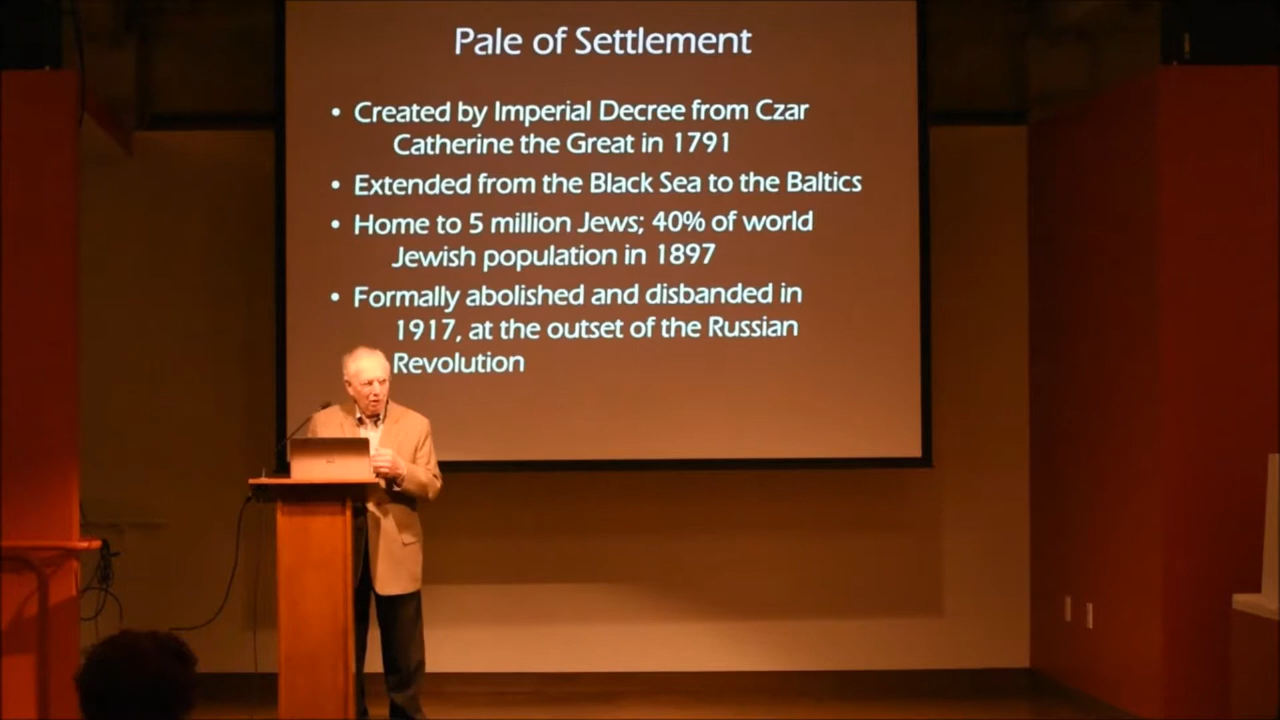 Pale of Settlement
• Created by Imperial Decree from Czar
Catherine the Great in 1791
• Extended from the Black Sea to the Baltics
• Home to 5 million Jews; 40% of world
Jewish population in 1897
• Formally abolished and disbanded in
1917, at the outset of the Russian
Revolution